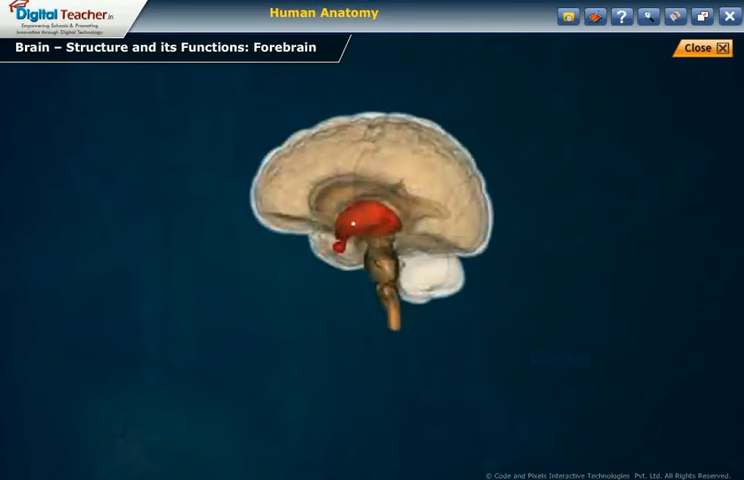 Digital Teacher.in
Empowering Schools & Promoting
Innovation through Digital Technology
Human Anatomy
?
Brain – Structure and its Functions: Forebrain
Close
© Code and Pixels Interactive Technologies Pvt. Ltd. All Rights Reserved.